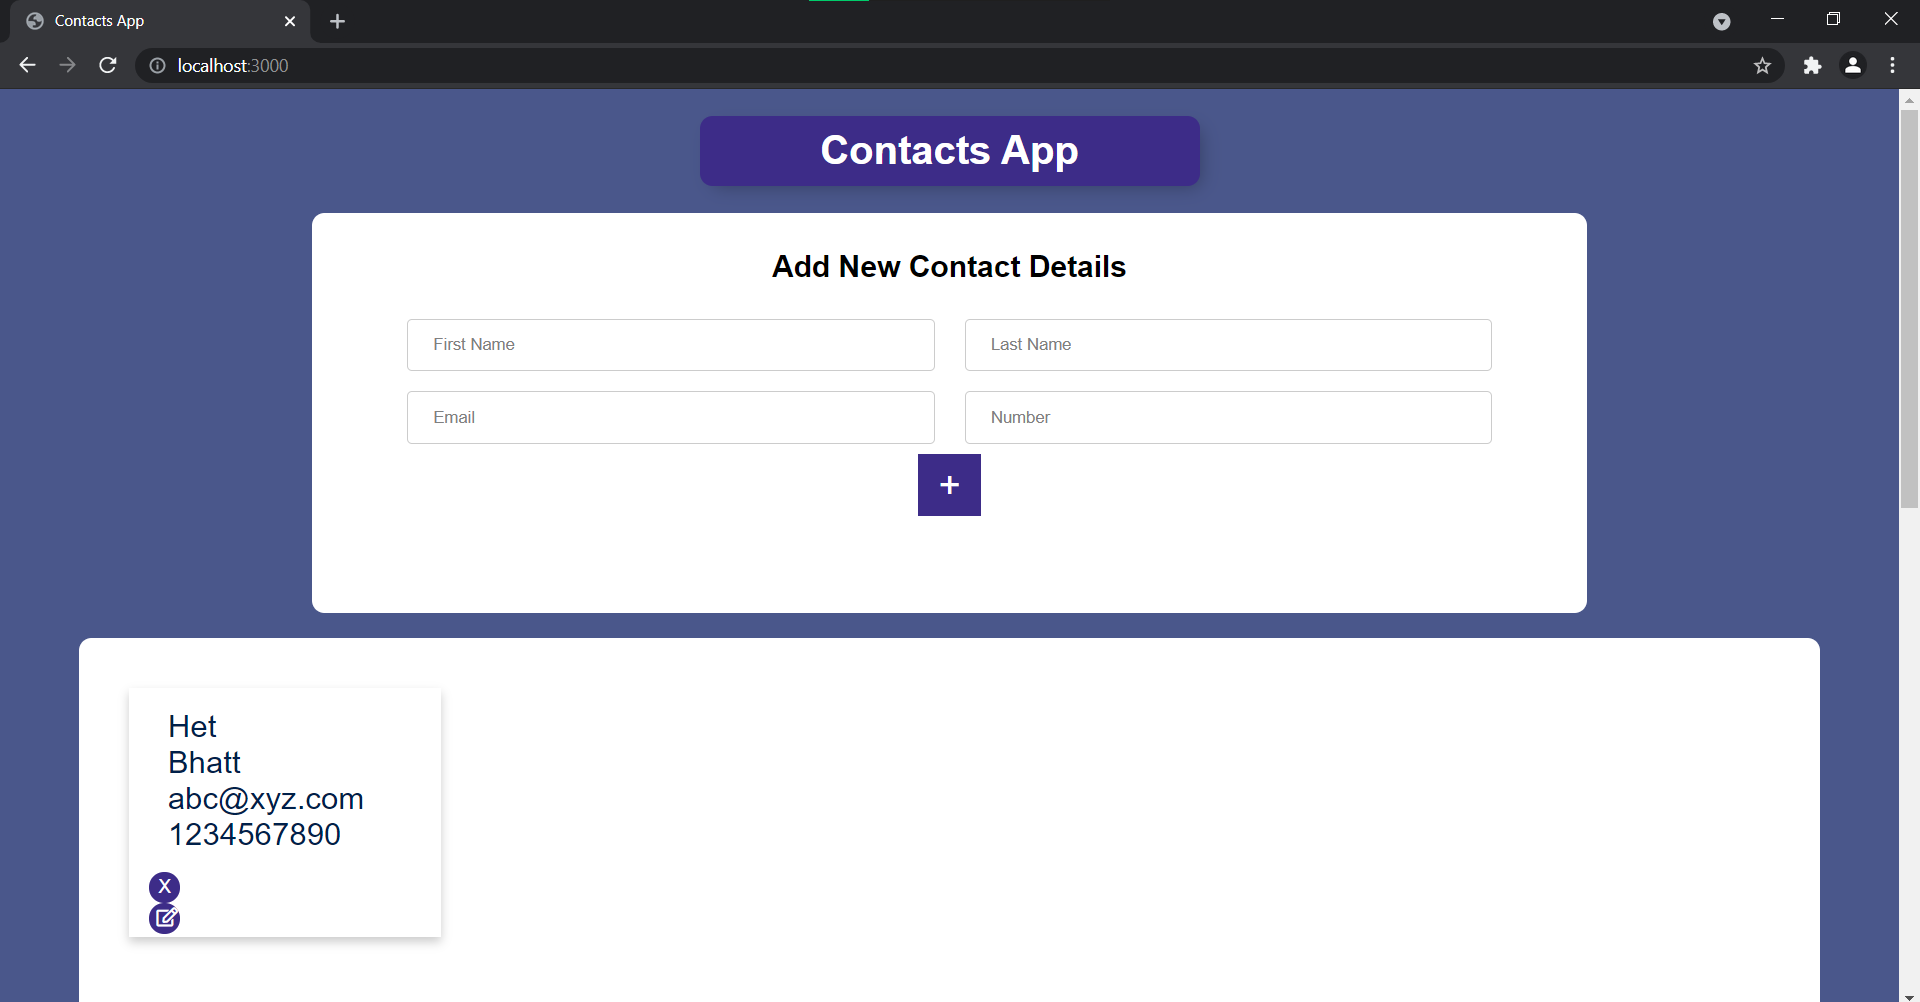 Contacts App
localhost:3000
Contacts App
Add New Contact Details
First Name
Last Name
Email
Number
+
Het
Bhatt
abc@xyz.com
1234567890
X